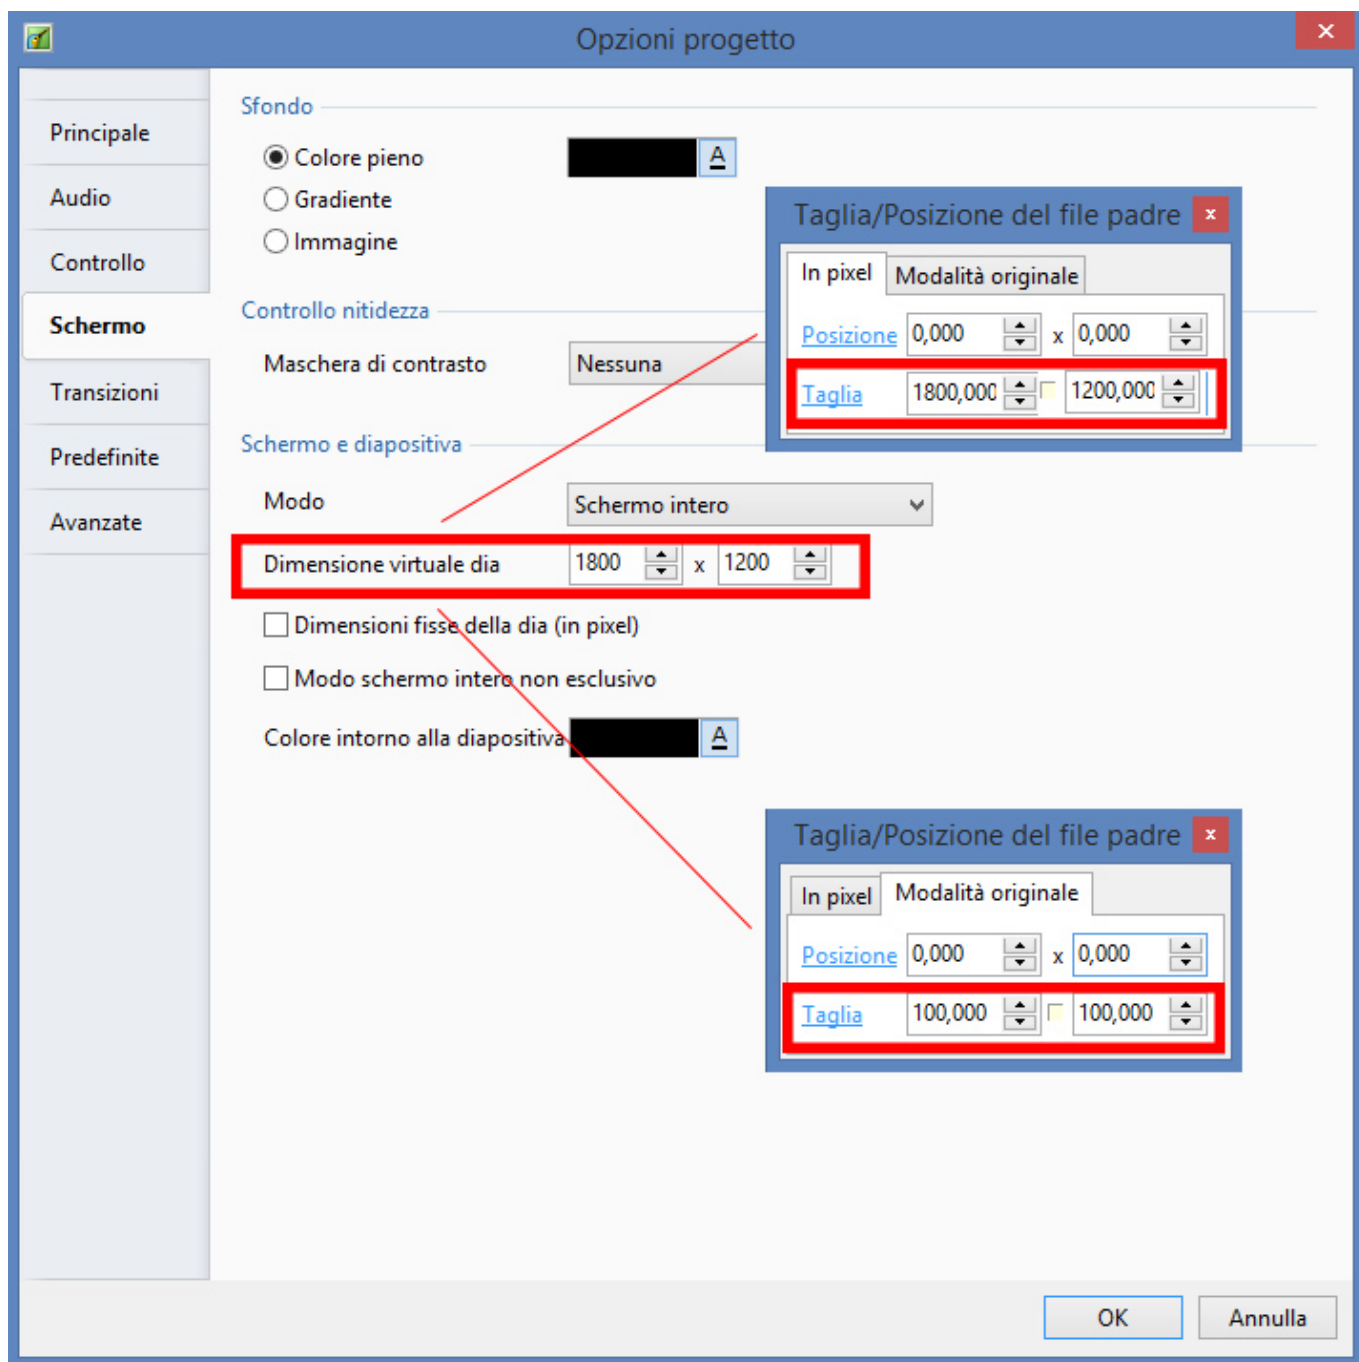 Opzioni progetto
Principale
Audio
Controllo
Schermo
Transizioni
Predefinite
Avanzate
Sfondo
Colore pieno
A
Gradiente
Immagine
Controllo nitidezza
Maschera di contrasto
Nessuna
Schermo e diapositiva
Modo
Schermo intero
Dimensione virtuale dia
1800 x 1200
Dimensioni fisse della dia (in pixel)
Modo schermo intero non esclusivo
Colore intorno alla diapositiva
A
Taglia/Posizione del file padre x
In pixel Modalità originale
Posizione 0,000 x 0,000
Taglia 1800,000 1200,000
Taglia/Posizione del file padre x
In pixel Modalità originale
Posizione 0,000 x 0,000
Taglia 100,000 100,000
OK Annulla